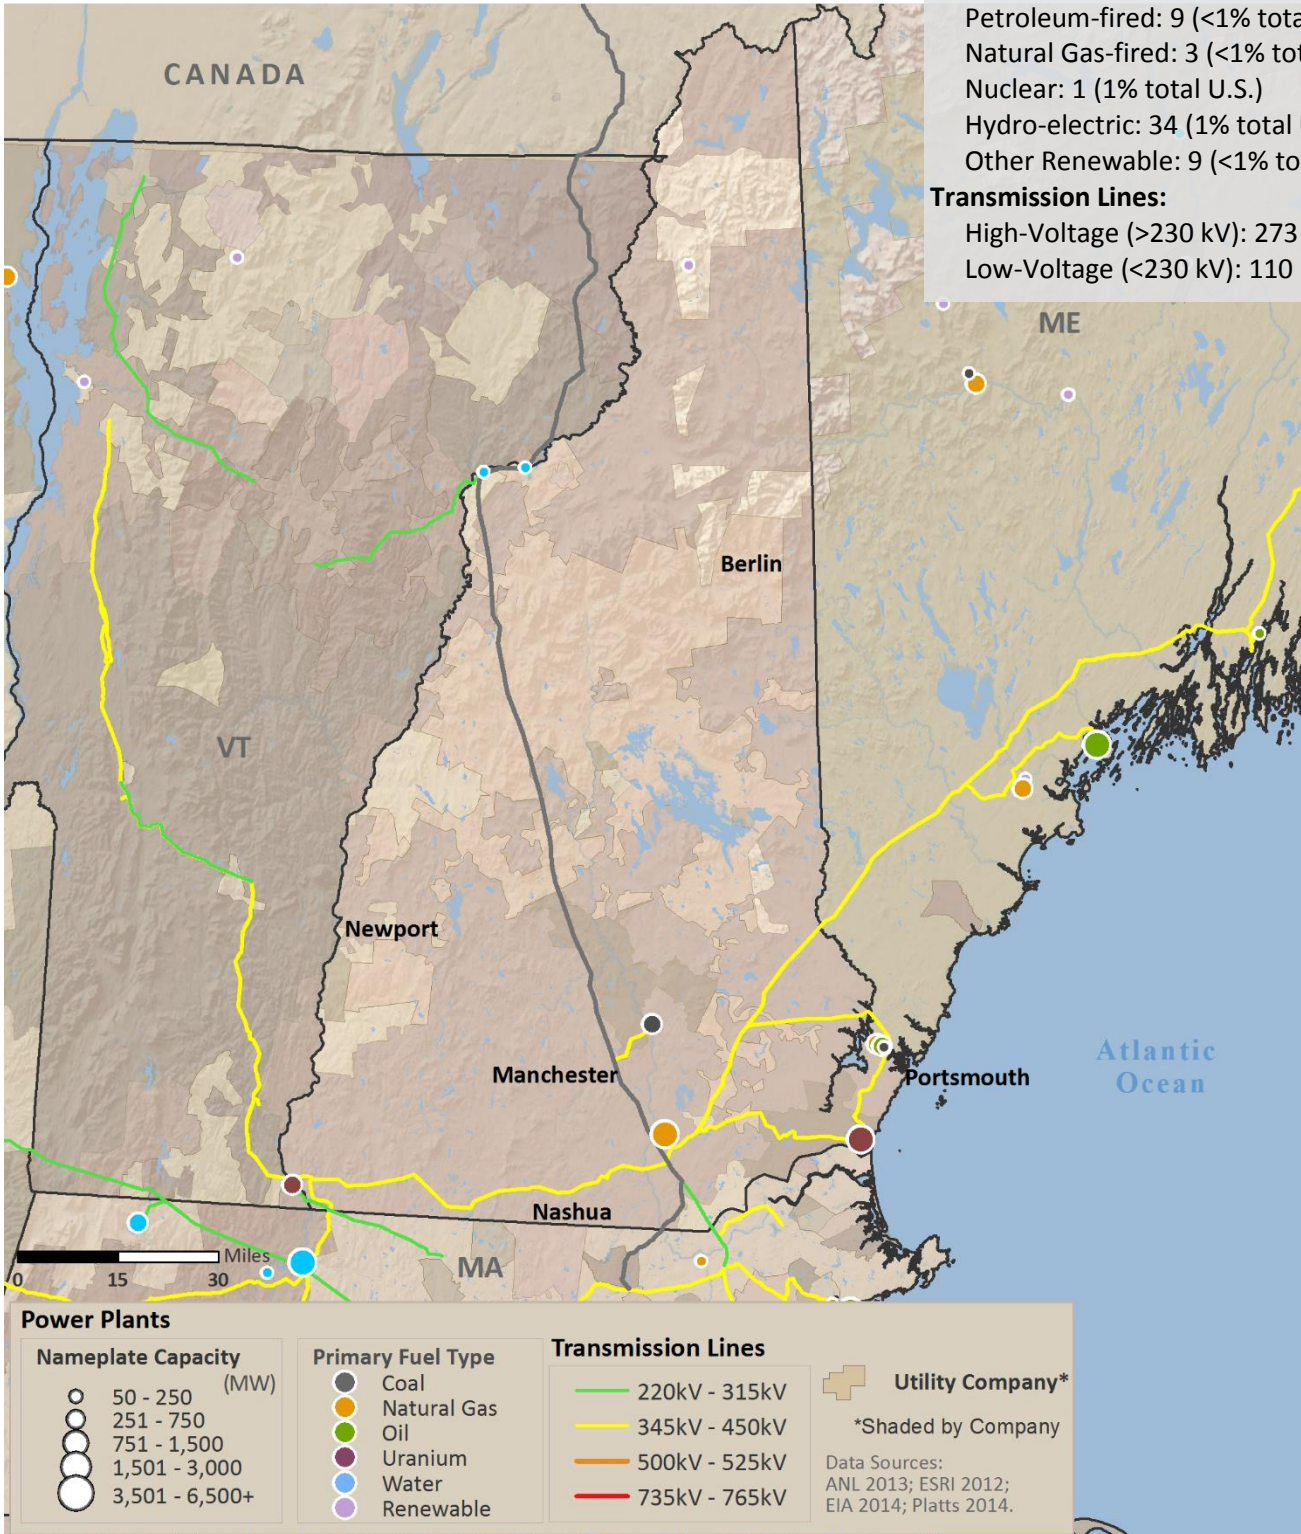 Petroleum-fired: 9 (<1% tota
Natural Gas-fired: 3 (<1% tot
Nuclear: 1 (1% total U.S.)
Hydro-electric: 34 (1% total
Other Renewable: 9 (<1% to
Transmission Lines:
High-Voltage (>230 kV): 273
Low-Voltage (<230 kV): 110
CANADA
ME
Berlin
VT
Newport
Manchester
Portsmouth
Atlantic
Ocean
Nashua
MA
Miles
0 15 30
Power Plants
Nameplate Capacity
(MW)
50 - 250
251 - 750
751 - 1,500
1,501 - 3,000
3,501 - 6,500+
Primary Fuel Type
Coal
Natural Gas
Oil
Uranium
Water
Renewable
Transmission Lines
220kV - 315kV
345kV - 450kV
500kV - 525kV
735kV - 765kV
Utility Company*
*Shaded by Company
Data Sources:
ANL 2013; ESRI 2012;
EIA 2014; Platts 2014.